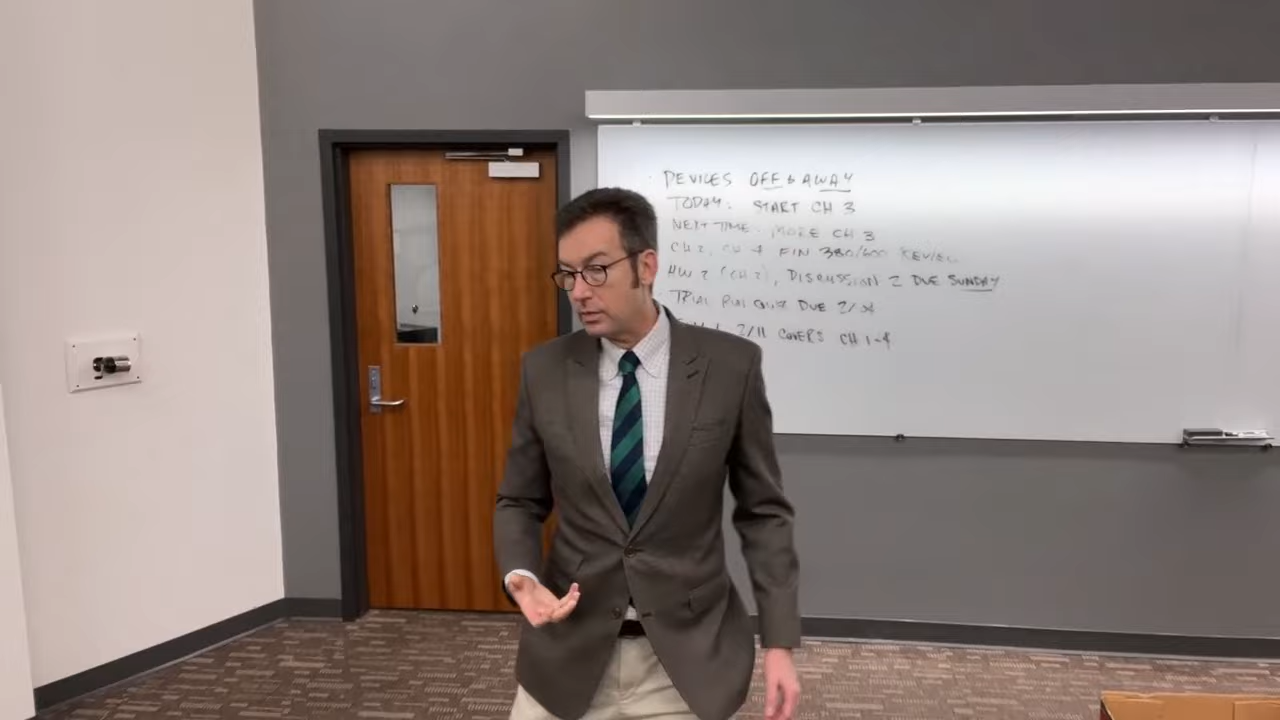 DEVICES OFF & AWAY
TODAY: START CH 3
NEXT TIME: MORE CH 3
CH 2, CH 4 FIN 380/600 REVIEW
HW 2 (CH 2), DISCUSSION 2 DUE SUNDAY
TRIAL RUN QUIZ DUE 2/
2/11 COVERS CH 1-4